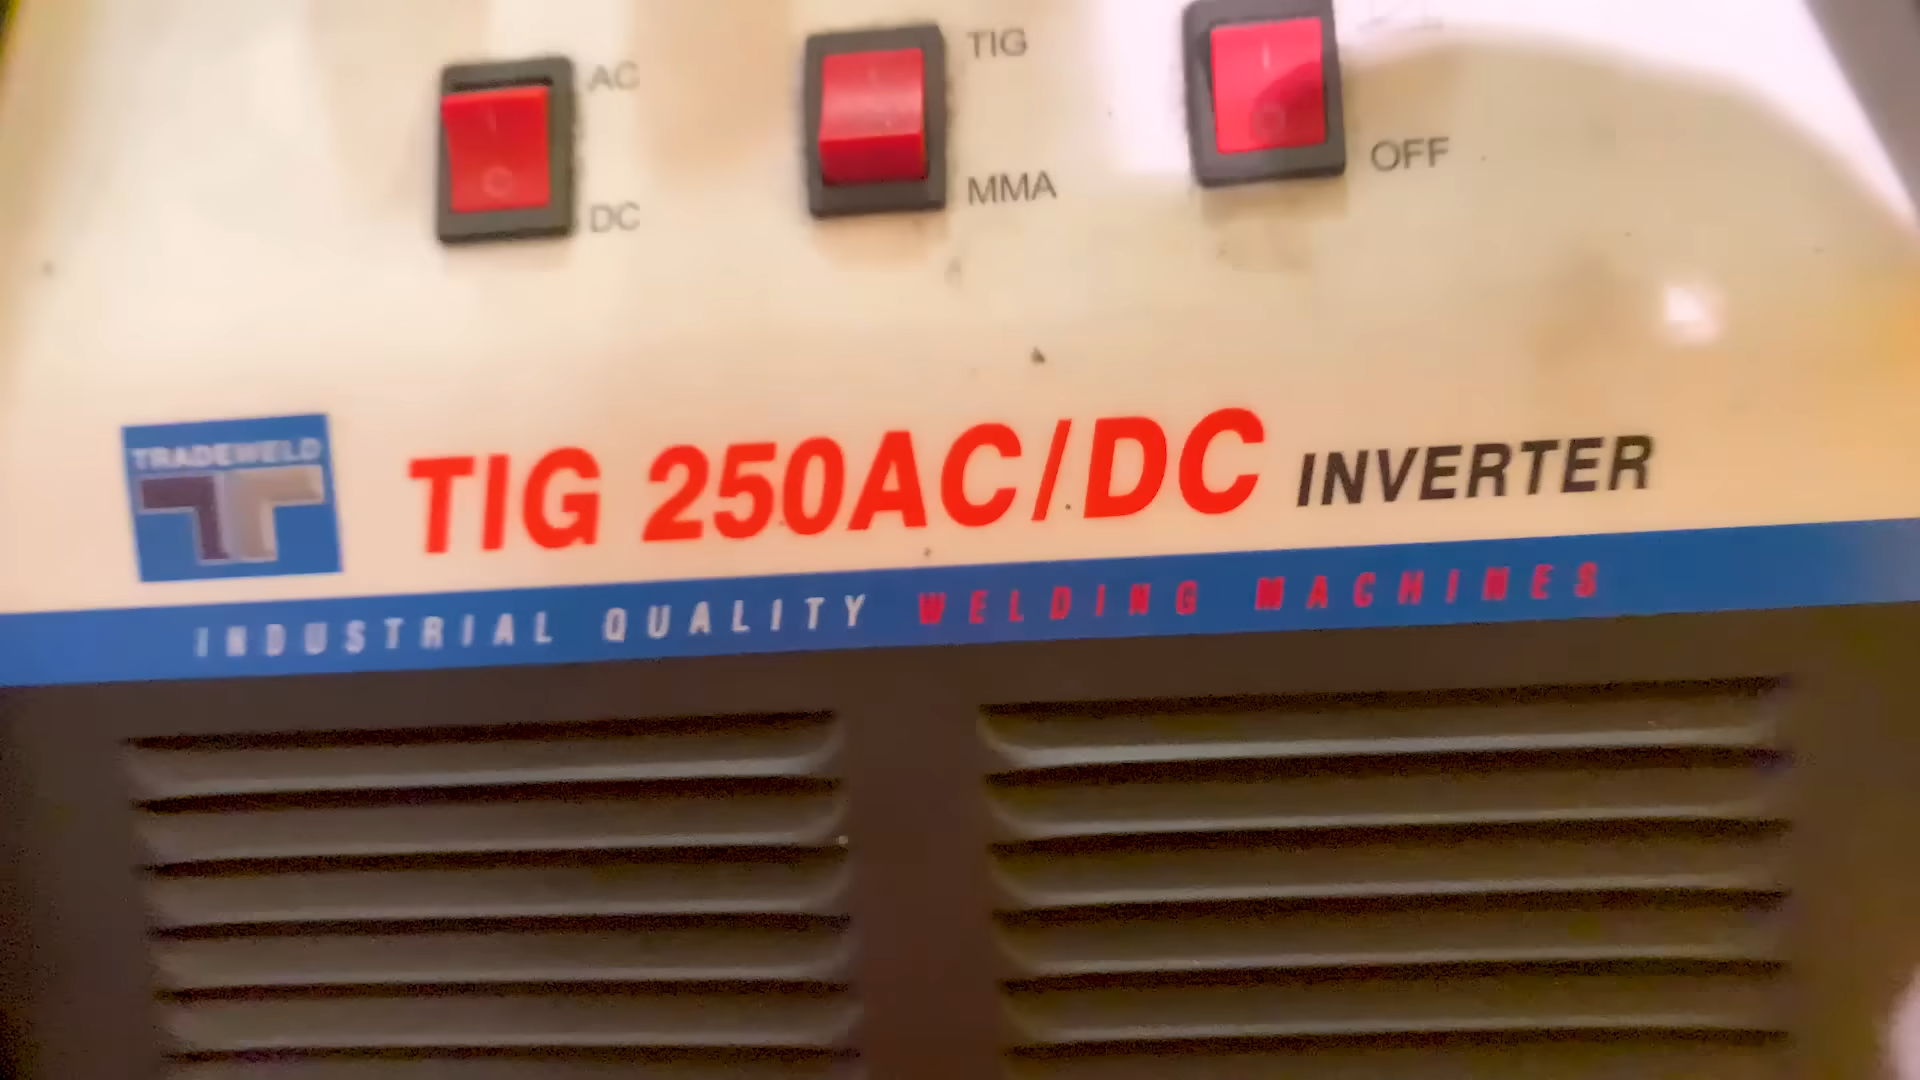 AC
DC
TIG
MMA
OFF
TRADEWELD
TIG 250AC/DC INVERTER
INDUSTRIAL QUALITY WELDING MACHINES